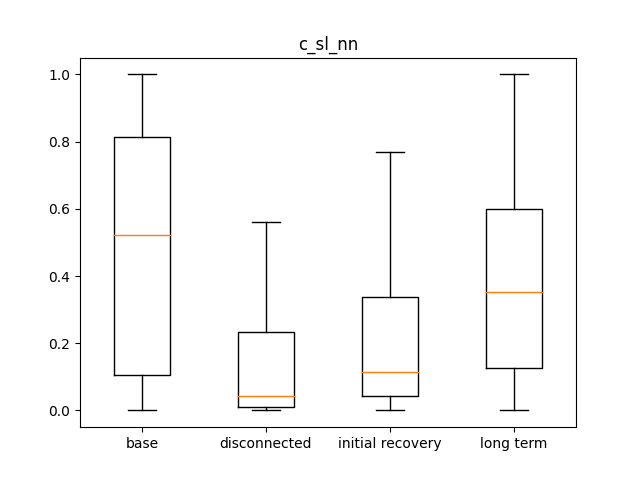 c_sl_nn
1.0
0.8
0.6
0.4
0.2
0.0
base
disconnected
initial recovery
long term